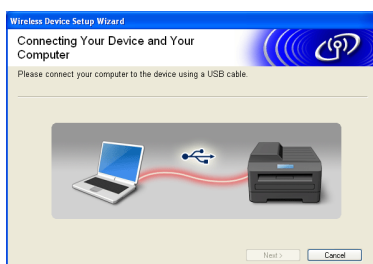 Wireless Device Setup Wizard
Connecting Your Device and Your
Computer
Please connect your computer to the device using a USB cable.
Next >
Cancel